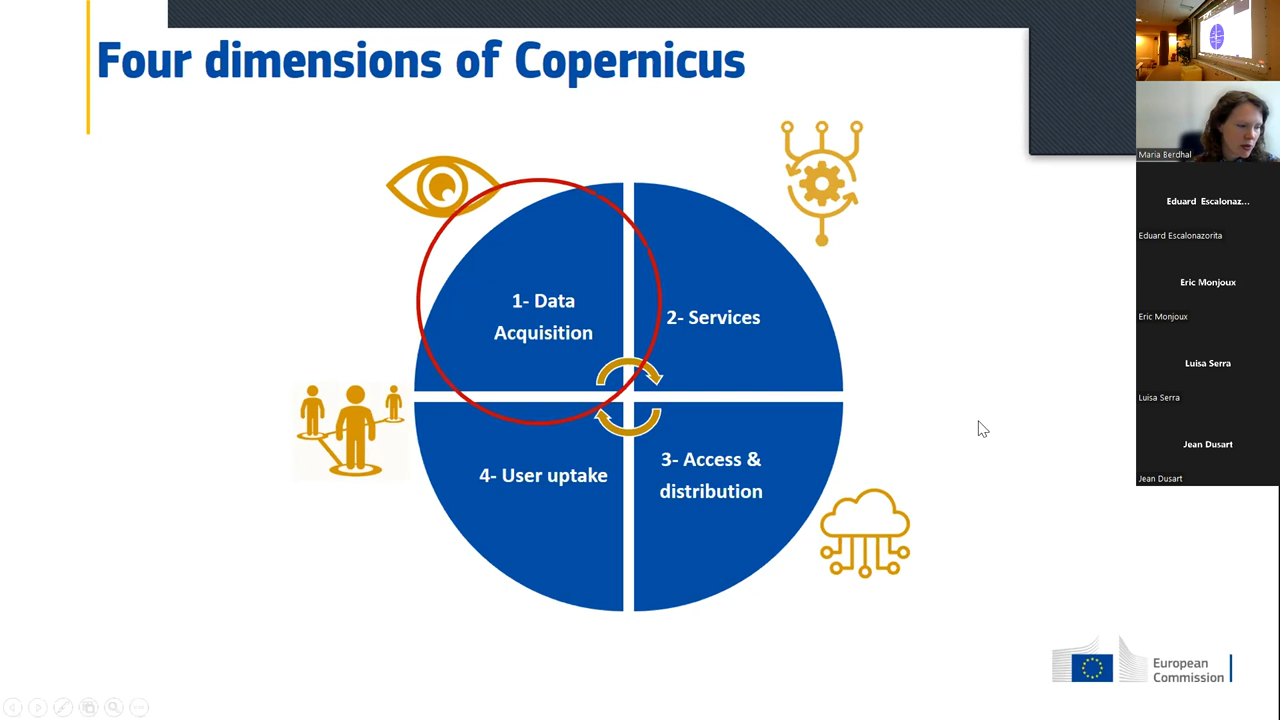 Four dimensions of Copernicus
1- Data
Acquisition
2- Services
4- User uptake
3- Access &
distribution
European
Commission
Maria Berdhal
Eduard Escalonaz...
Eduard Escalonazorita
Eric Monjoux
Eric Monjoux
Luisa Serra
Luisa Serra
Jean Dusart
Jean Dusart